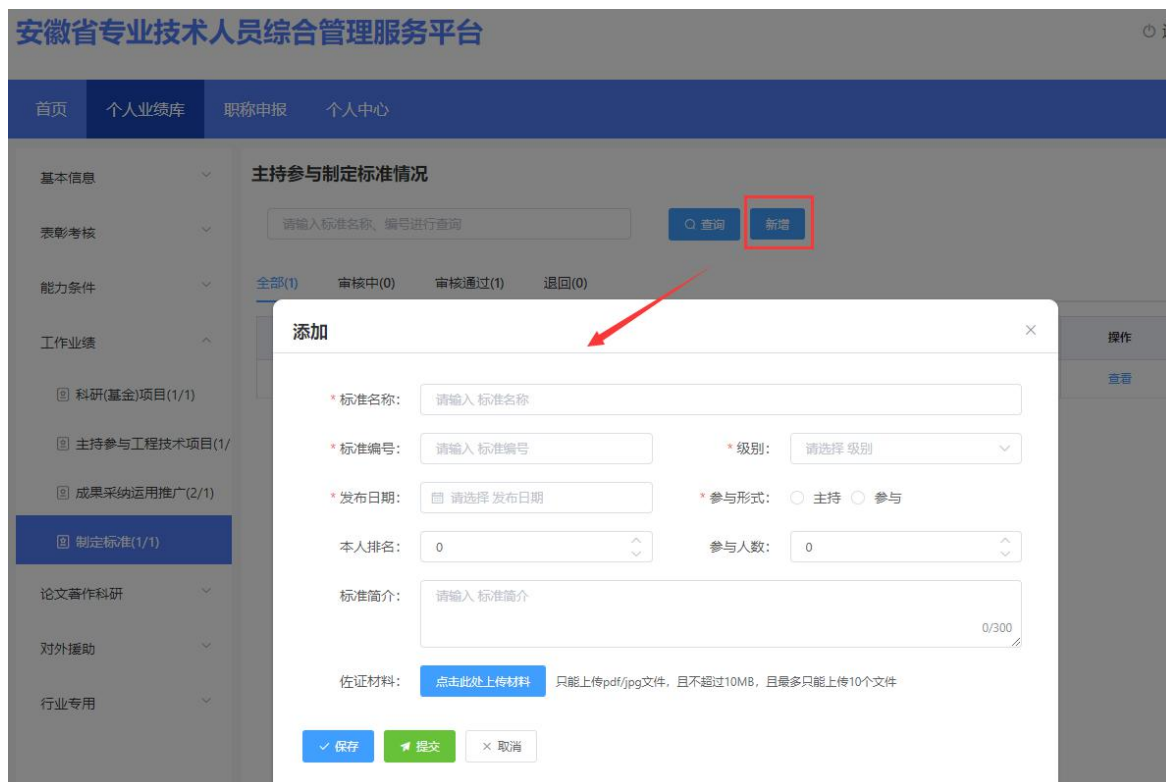 安徽省专业技术人员综合管理服务平台
首页 个人业绩库 职称申报 个人中心
基本信息
表彰考核
能力条件
工作业绩
科研(基金)项目(1/1)
主持参与工程技术项目(1/
成果采纳运用推广(2/1)
制定标准(1/1)
论文著作科研
对外援助
行业专用
主持参与制定标准情况
请输入标准名称、编号进行查询 查询 新增
全部(1) 审核中(0) 审核通过(1) 退回(0)
操作
查看
添加
* 标准名称: 请输入 标准名称
* 标准编号: 请输入 标准编号 * 级别: 请选择 级别
* 发布日期: 请选择 发布日期 * 参与形式: 主持 参与
本人排名: 0 参与人数: 0
标准简介: 请输入 标准简介
0/300
佐证材料: 点击此处上传材料 只能上传pdf/jpg文件，且不超过10MB，且最多只能上传10个文件
保存 提交 取消